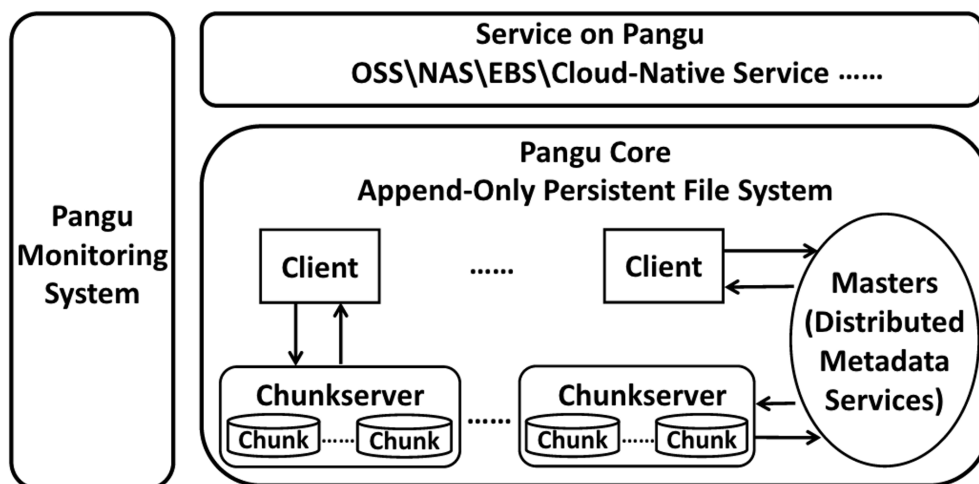 Pangu
Monitoring
System
Service on Pangu
OSS\NAS\EBS\Cloud-Native Service ......
Pangu Core
Append-Only Persistent File System
Client
......
Client
Masters
(Distributed
Metadata
Services)
Chunkserver
Chunk ...... Chunk
......
Chunkserver
Chunk ...... Chunk